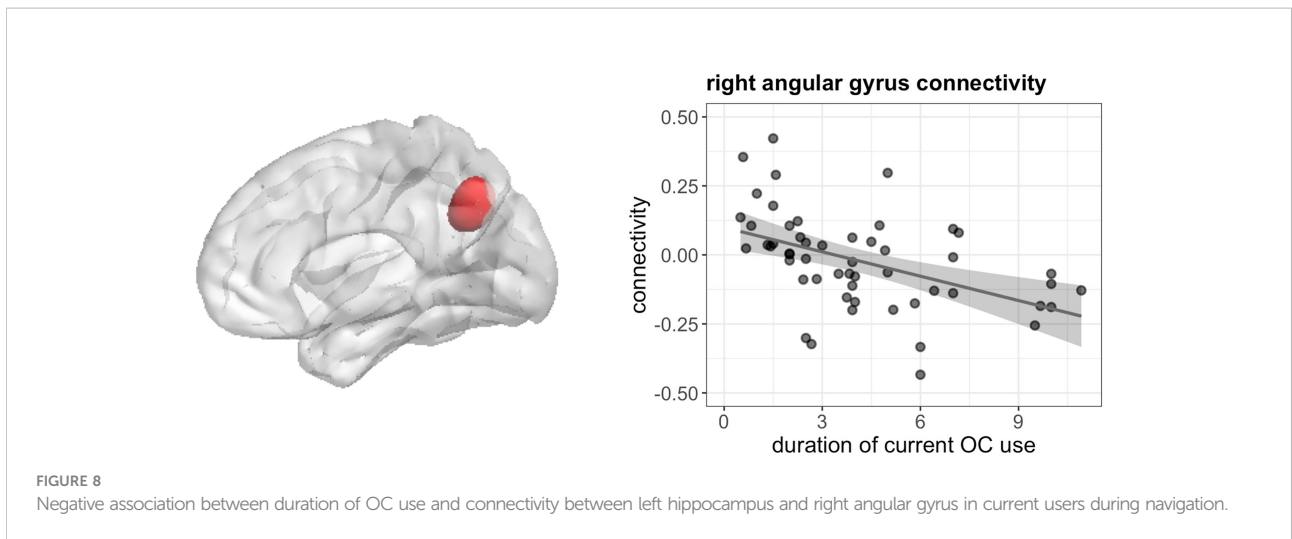 right angular gyrus connectivity
0.50
0.25
0.00
-0.25
-0.50
connectivity
0 3 6 9
duration of current OC use
FIGURE 8
Negative association between duration of OC use and connectivity between left hippocampus and right angular gyrus in current users during navigation.